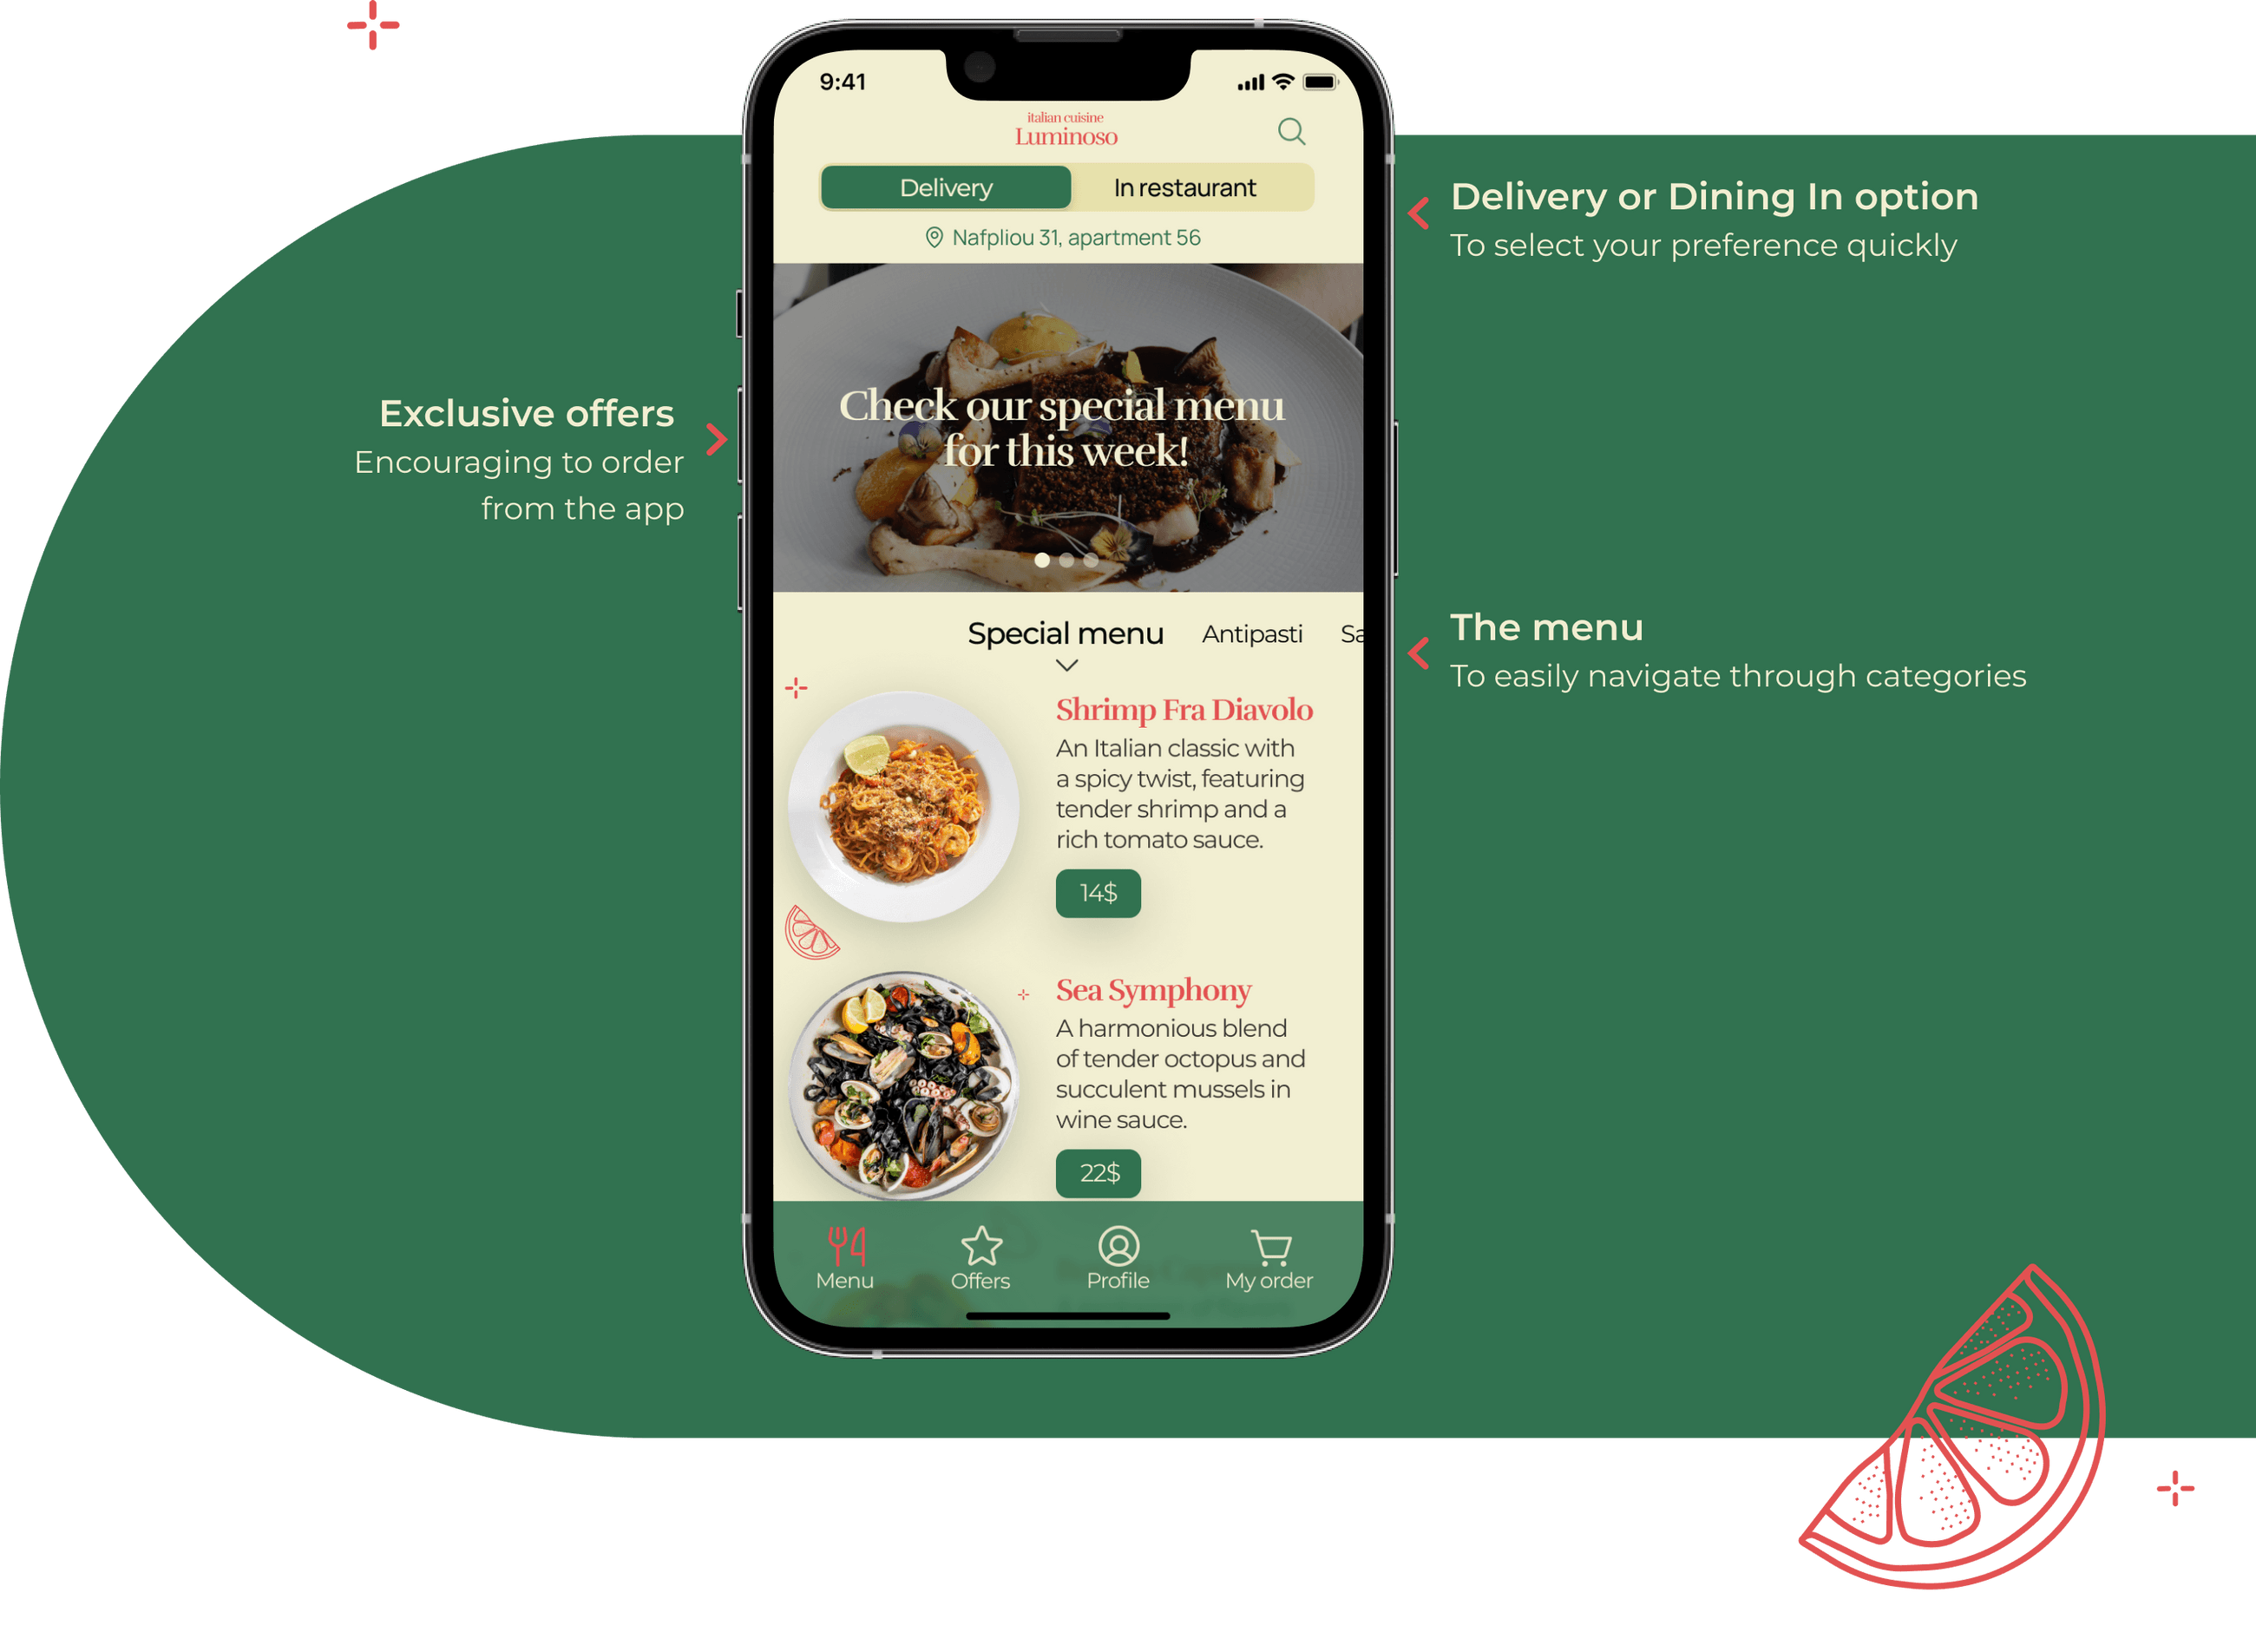 9:41
italian cuisine
Luminoso
Delivery
In restaurant
Nafpliou 31, apartment 56
Delivery or Dining In option
To select your preference quickly
Exclusive offers
Encouraging to order
from the app
Check our special menu
for this week!
Special menu
Antipasti
Sa
The menu
To easily navigate through categories
Shrimp Fra Diavolo
An Italian classic with
a spicy twist, featuring
tender shrimp and a
rich tomato sauce.
14$
Sea Symphony
A harmonious blend
of tender octopus and
succulent mussels in
wine sauce.
22$
Menu
Offers
Profile
My order